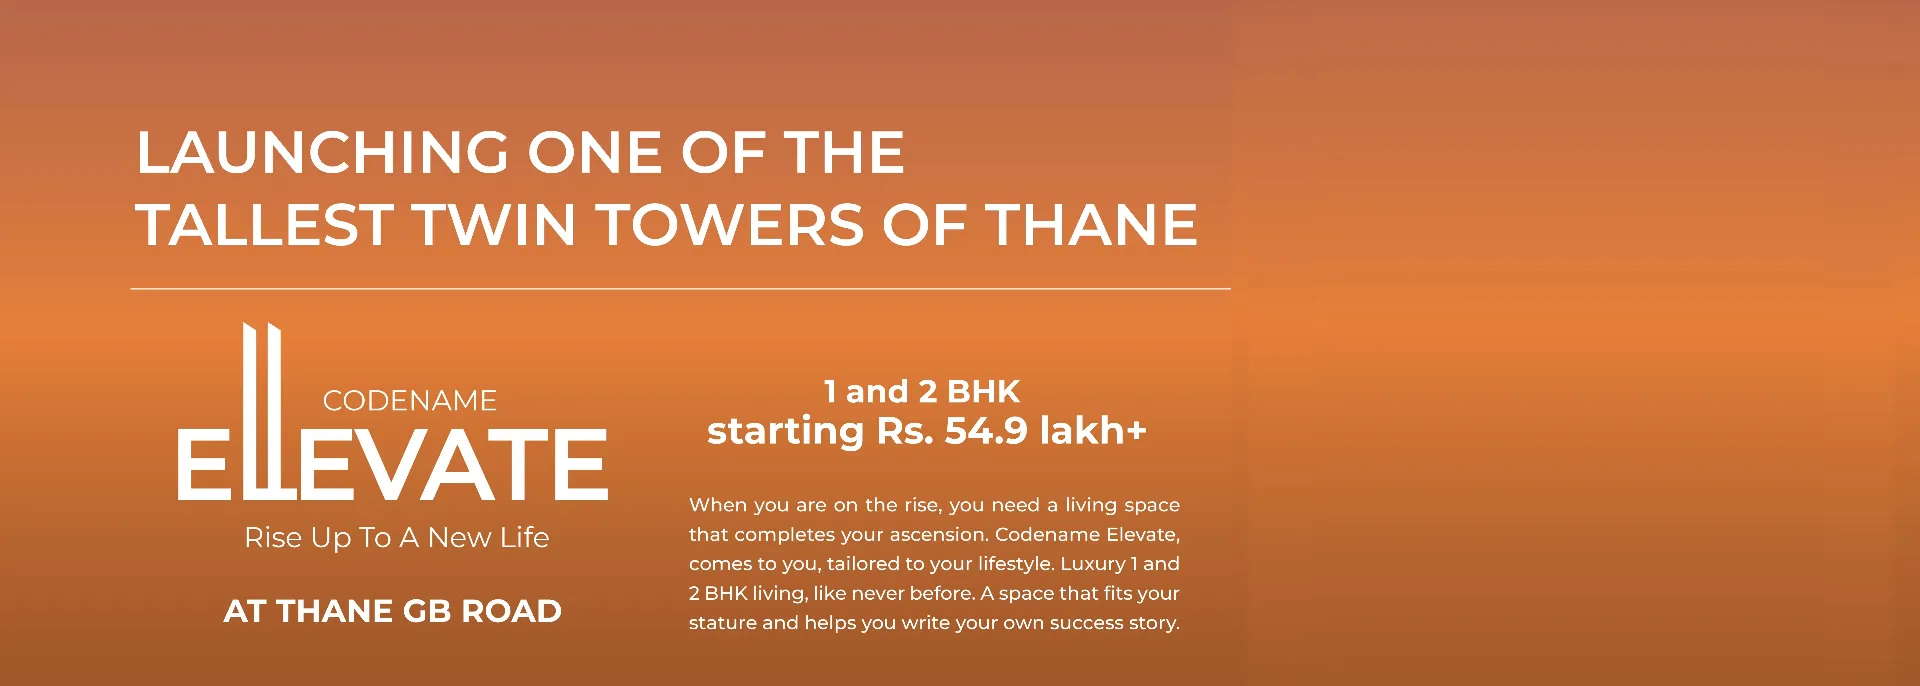 LAUNCHING ONE OF THE
TALLEST TWIN TOWERS OF THANE
CODENAME
ELEVATE
Rise Up To A New Life
AT THANE GB ROAD
1 and 2 BHK
starting Rs. 54.9 lakh+
When you are on the rise, you need a living space
that completes your ascension. Codename Elevate,
comes to you, tailored to your lifestyle. Luxury 1 and
2 BHK living, like never before. A space that fits your
stature and helps you write your own success story.